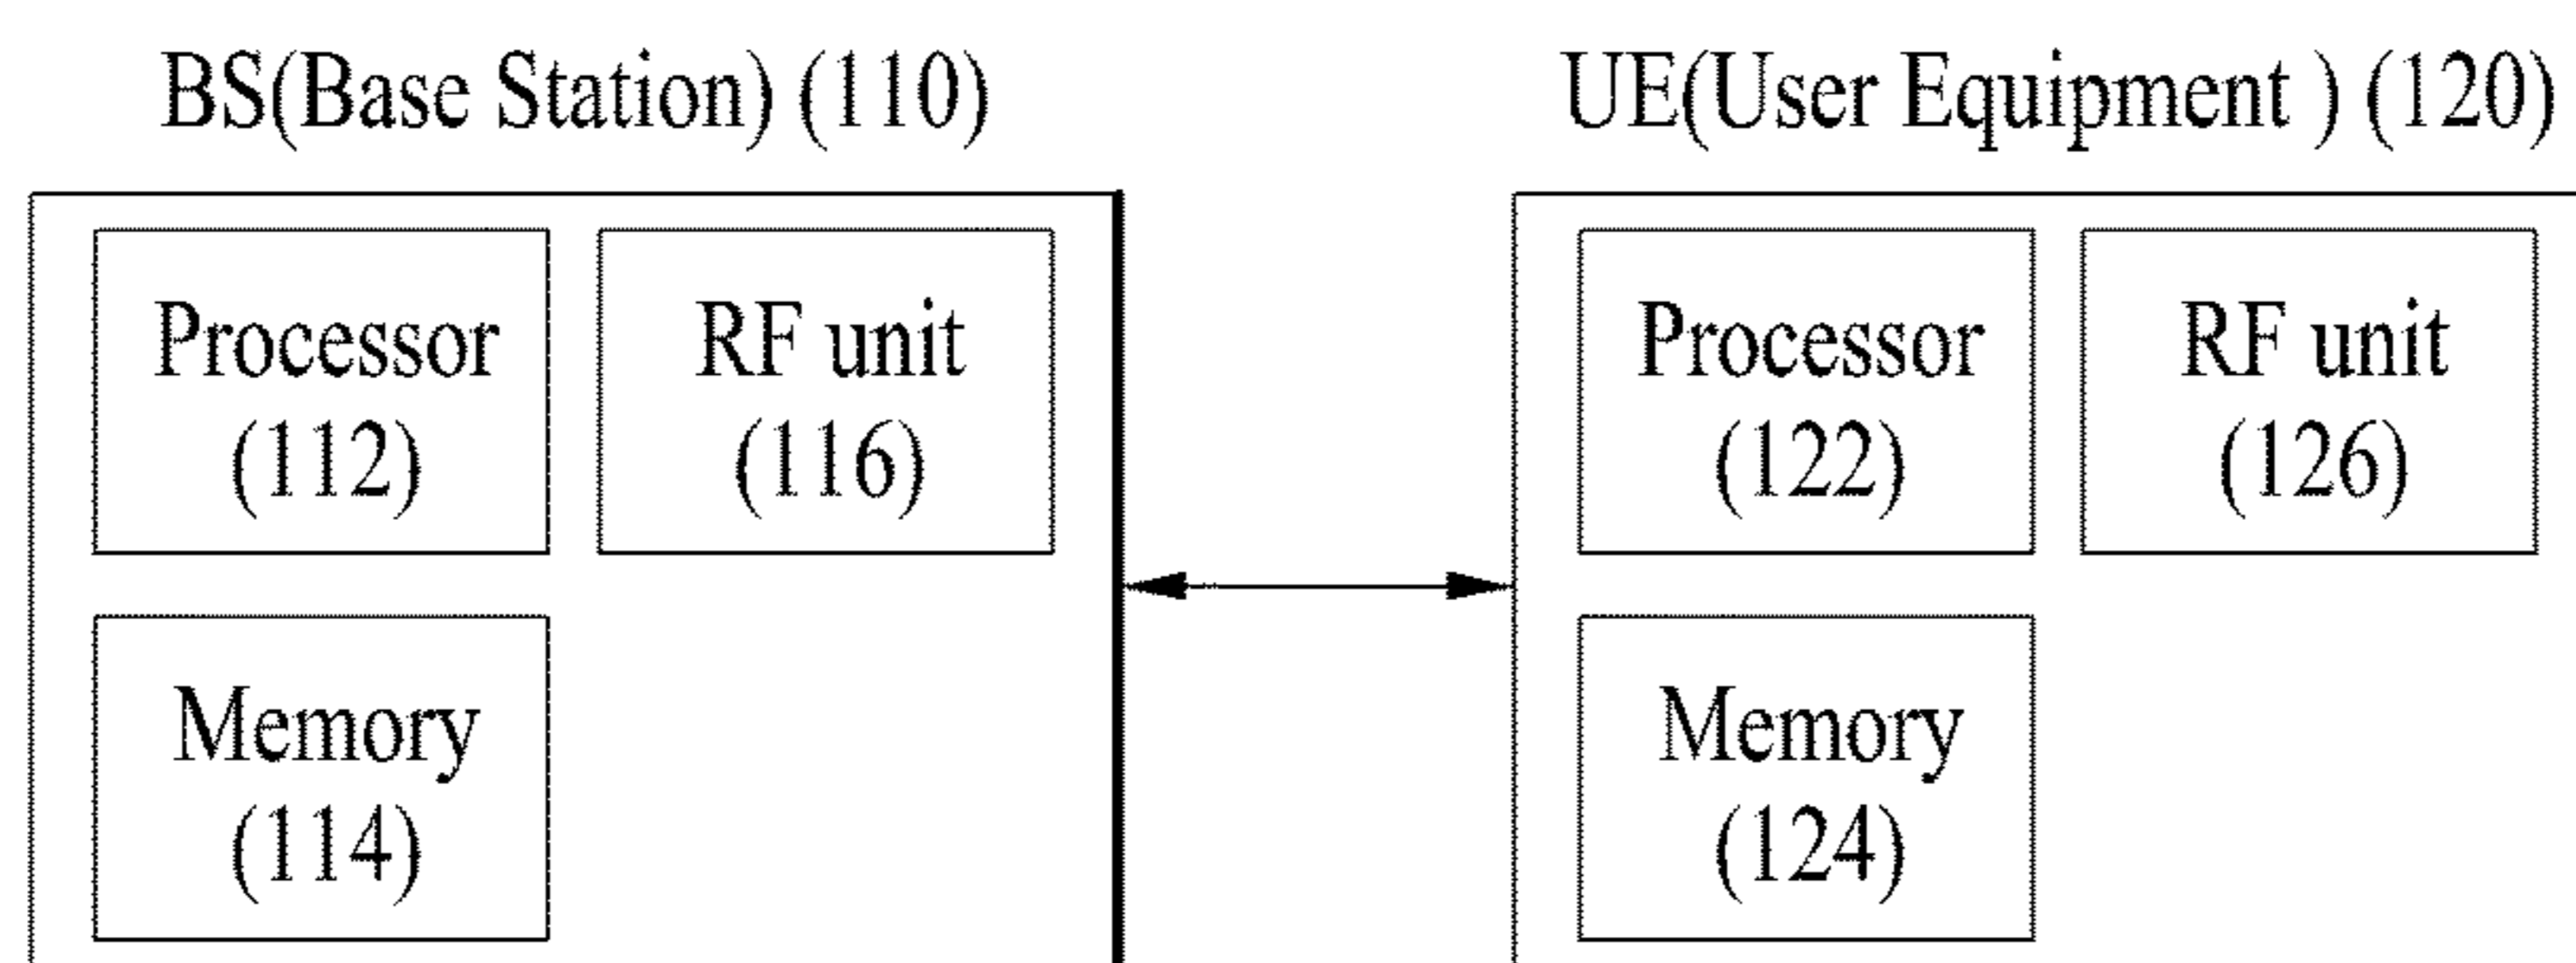 BS(Base Station) (110)
UE(User Equipment ) (120)
Processor
(112)
RF unit
(116)
Memory
(114)
Processor
(122)
RF unit
(126)
Memory
(124)